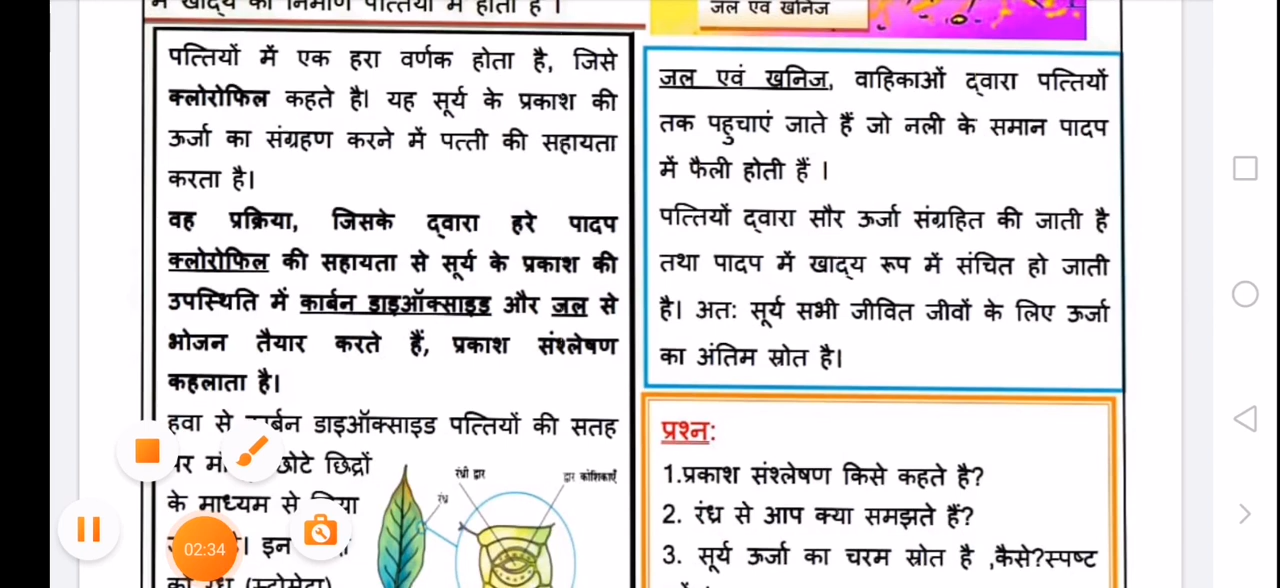 में खाद्य का निर्माण पत्तियों में होता है ।
जल एवं खनिज
पत्तियों में एक हरा वर्णक होता है, जिसे
क्लोरोफिल कहते है। यह सूर्य के प्रकाश की
ऊर्जा का संग्रहण करने में पत्ती की सहायता
करता है।
वह प्रक्रिया, जिसके द्वारा हरे पादप
क्लोरोफिल की सहायता से सूर्य के प्रकाश की
उपस्थिति में कार्बन डाइऑक्साइड और जल से
भोजन तैयार करते हैं, प्रकाश संश्लेषण
कहलाता है।
हवा से डाइऑक्साइड पत्तियों की सतह
छिद्रों
के माध्यम से
इन
रंध्री द्वार
द्वार कोशिकाएँ
रंध्र
जल एवं खनिज, वाहिकाओं द्वारा पत्तियों
तक पहुचाएं जाते हैं जो नली के समान पादप
में फैली होती हैं ।
पत्तियों द्वारा सौर ऊर्जा संग्रहित की जाती है
तथा पादप में खाद्य रूप में संचित हो जाती
है। अत: सूर्य सभी जीवित जीवों के लिए ऊर्जा
का अंतिम स्रोत है।
प्रश्न:
1.प्रकाश संश्लेषण किसे कहते है?
2. रंध्र से आप क्या समझते हैं?
3. सूर्य ऊर्जा का चरम स्रोत है ,कैसे?स्पष्ट
02:34